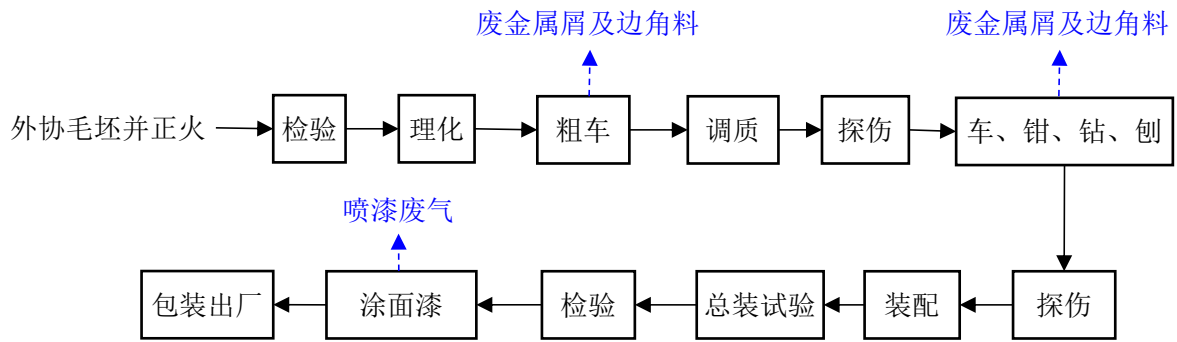 废金属屑及边角料
废金属屑及边角料
外协毛坯并正火
检验
理化
粗车
调质
探伤
车、钳、钻、刨
喷漆废气
包装出厂
涂面漆
检验
总装试验
装配
探伤